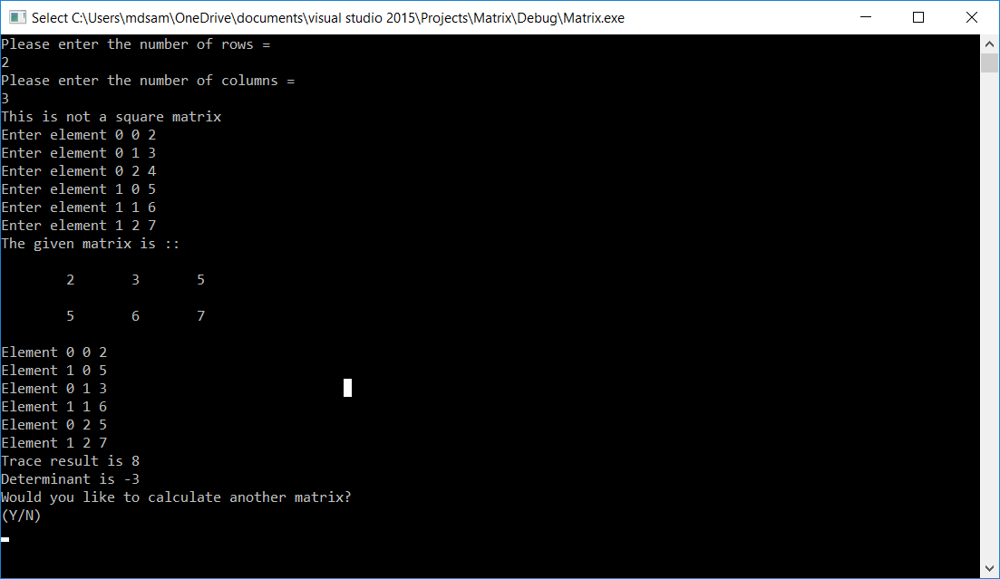 Select C:\Users\mdsam\OneDrive\documents\visual studio 2015\Projects\Matrix\Debug\Matrix.exe
Please enter the number of rows =
2
Please enter the number of columns =
3
This is not a square matrix
Enter element 0 0 2
Enter element 0 1 3
Enter element 0 2 4
Enter element 1 0 5
Enter element 1 1 6
Enter element 1 2 7
The given matrix is ::
2 3 5
5 6 7
Element 0 0 2
Element 1 0 5
Element 0 1 3
Element 1 1 6
Element 0 2 5
Element 1 2 7
Trace result is 8
Determinant is -3
Would you like to calculate another matrix?
(Y/N)